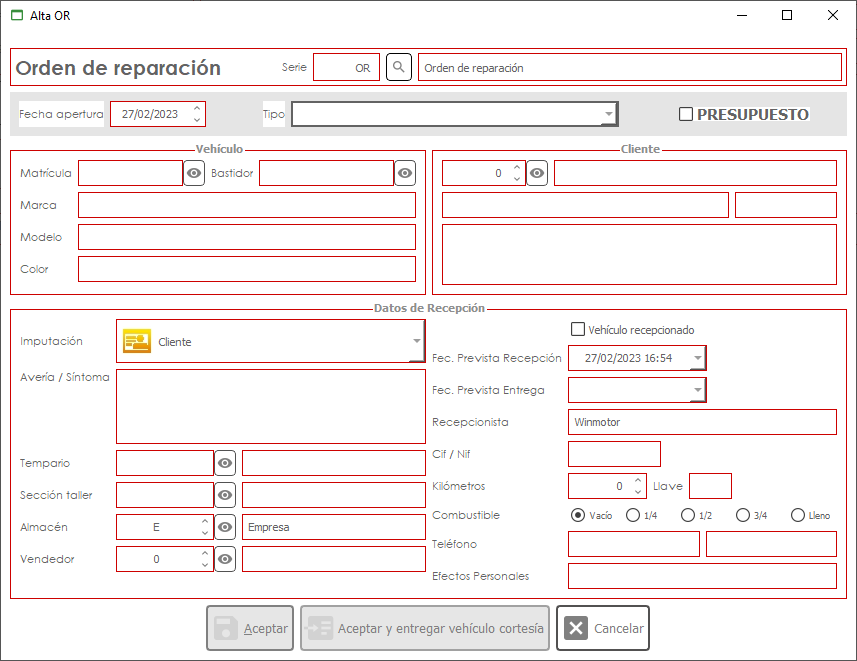 Alta OR
Orden de reparación
Serie
OR
Orden de reparación
Fecha apertura
27/02/2023
Tipo
PRESUPUESTO
Vehículo
Matrícula
Bastidor
Marca
Modelo
Color
Cliente
0
Datos de Recepción
Imputación
Cliente
Avería / Síntoma
Tempario
Sección taller
Almacén
E
Empresa
Vendedor
0
Vehículo recepcionado
Fec. Prevista Recepción
27/02/2023 16:54
Fec. Prevista Entrega
Recepcionista
Winmotor
Cif / Nif
Kilómetros
0
Llave
Combustible
Vacío
1/4
1/2
3/4
Lleno
Teléfono
Efectos Personales
Aceptar
Aceptar y entregar vehículo cortesía
Cancelar